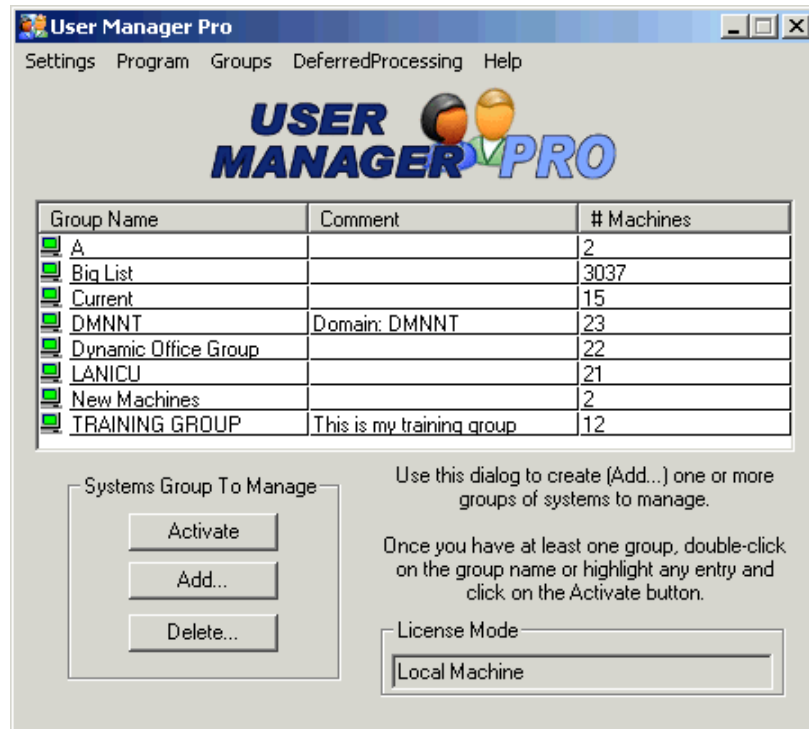 User Manager Pro
Settings Program Groups DeferredProcessing Help
USER
MANAGER PRO
Group Name Comment # Machines
A 2
Big List 3037
Current 15
DMNNT Domain: DMNNT 23
Dynamic Office Group 22
LANICU 21
New Machines 2
TRAINING GROUP This is my training group 12
Systems Group To Manage
Activate
Add...
Delete...
Use this dialog to create (Add...) one or more
groups of systems to manage.
Once you have at least one group, double-click
on the group name or highlight any entry and
click on the Activate button.
License Mode
Local Machine